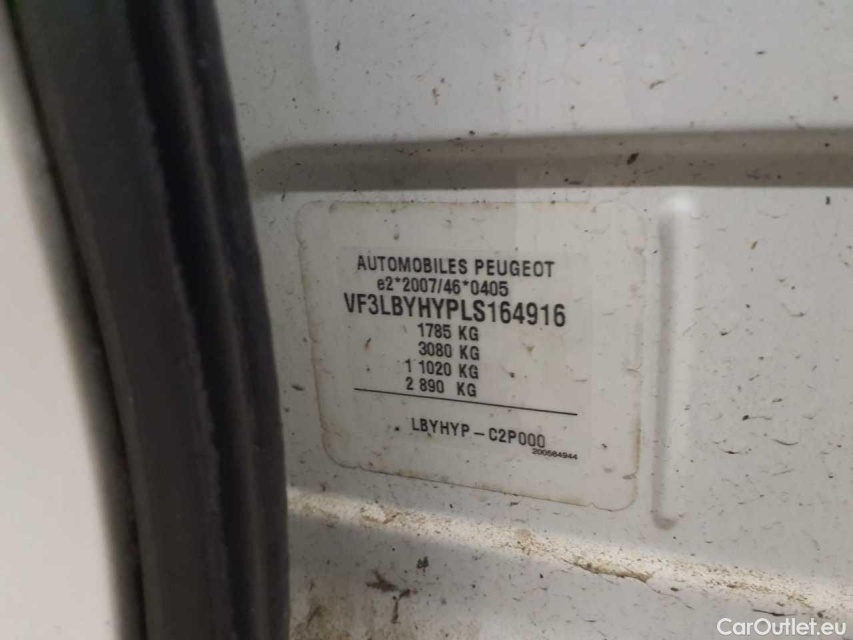 AUTOMOBILES PEUGEOT
e2*2007/46*0405
VF3LBYHYPLS164916
1785 KG
3080 KG
1 1020 KG
2 890 KG
LBYHYP-C2P000
200584944
CarOutlet.eu